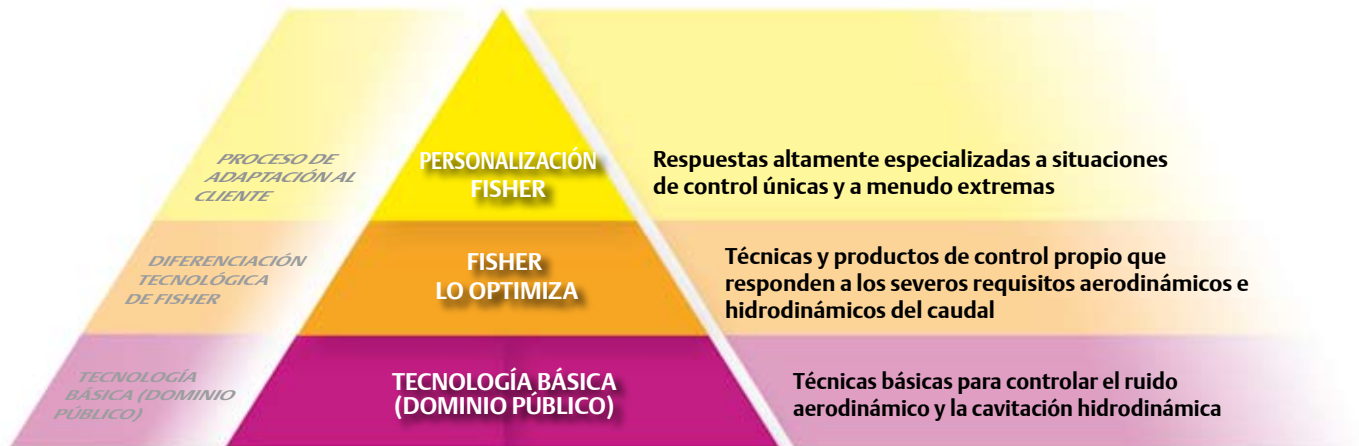 PROCESO DE
ADAPTACIÓN AL
CLIENTE
PERSONALIZACIÓN
FISHER
Respuestas altamente especializadas a situaciones
de control únicas y a menudo extremas
DIFERENCIACIÓN
TECNOLÓGICA
DE FISHER
FISHER
LO OPTIMIZA
Técnicas y productos de control propio que
responden a los severos requisitos aerodinámicos e
hidrodinámicos del caudal
TECNOLOGÍA
BÁSICA (DOMINIO
PÚBLICO)
TECNOLOGÍA BÁSICA
(DOMINIO PÚBLICO)
Técnicas básicas para controlar el ruido
aerodinámico y la cavitación hidrodinámica